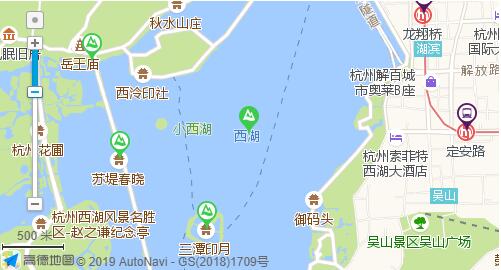 秋水山庄
龙翔桥
湖滨
杭州
国际大
岳王庙
解放路
杭州解百城
市奥莱B座
西泠印社
小西湖
西湖
定安路
杭州花圃
杭州索菲特
西湖大酒店
苏堤春晓
吴山
御码头
杭州西湖风景名胜
区-赵之谦纪念亭
三潭印月
吴山景区吴山广场
500 米
高德地图 © 2019 AutoNavi - GS(2018)1709号